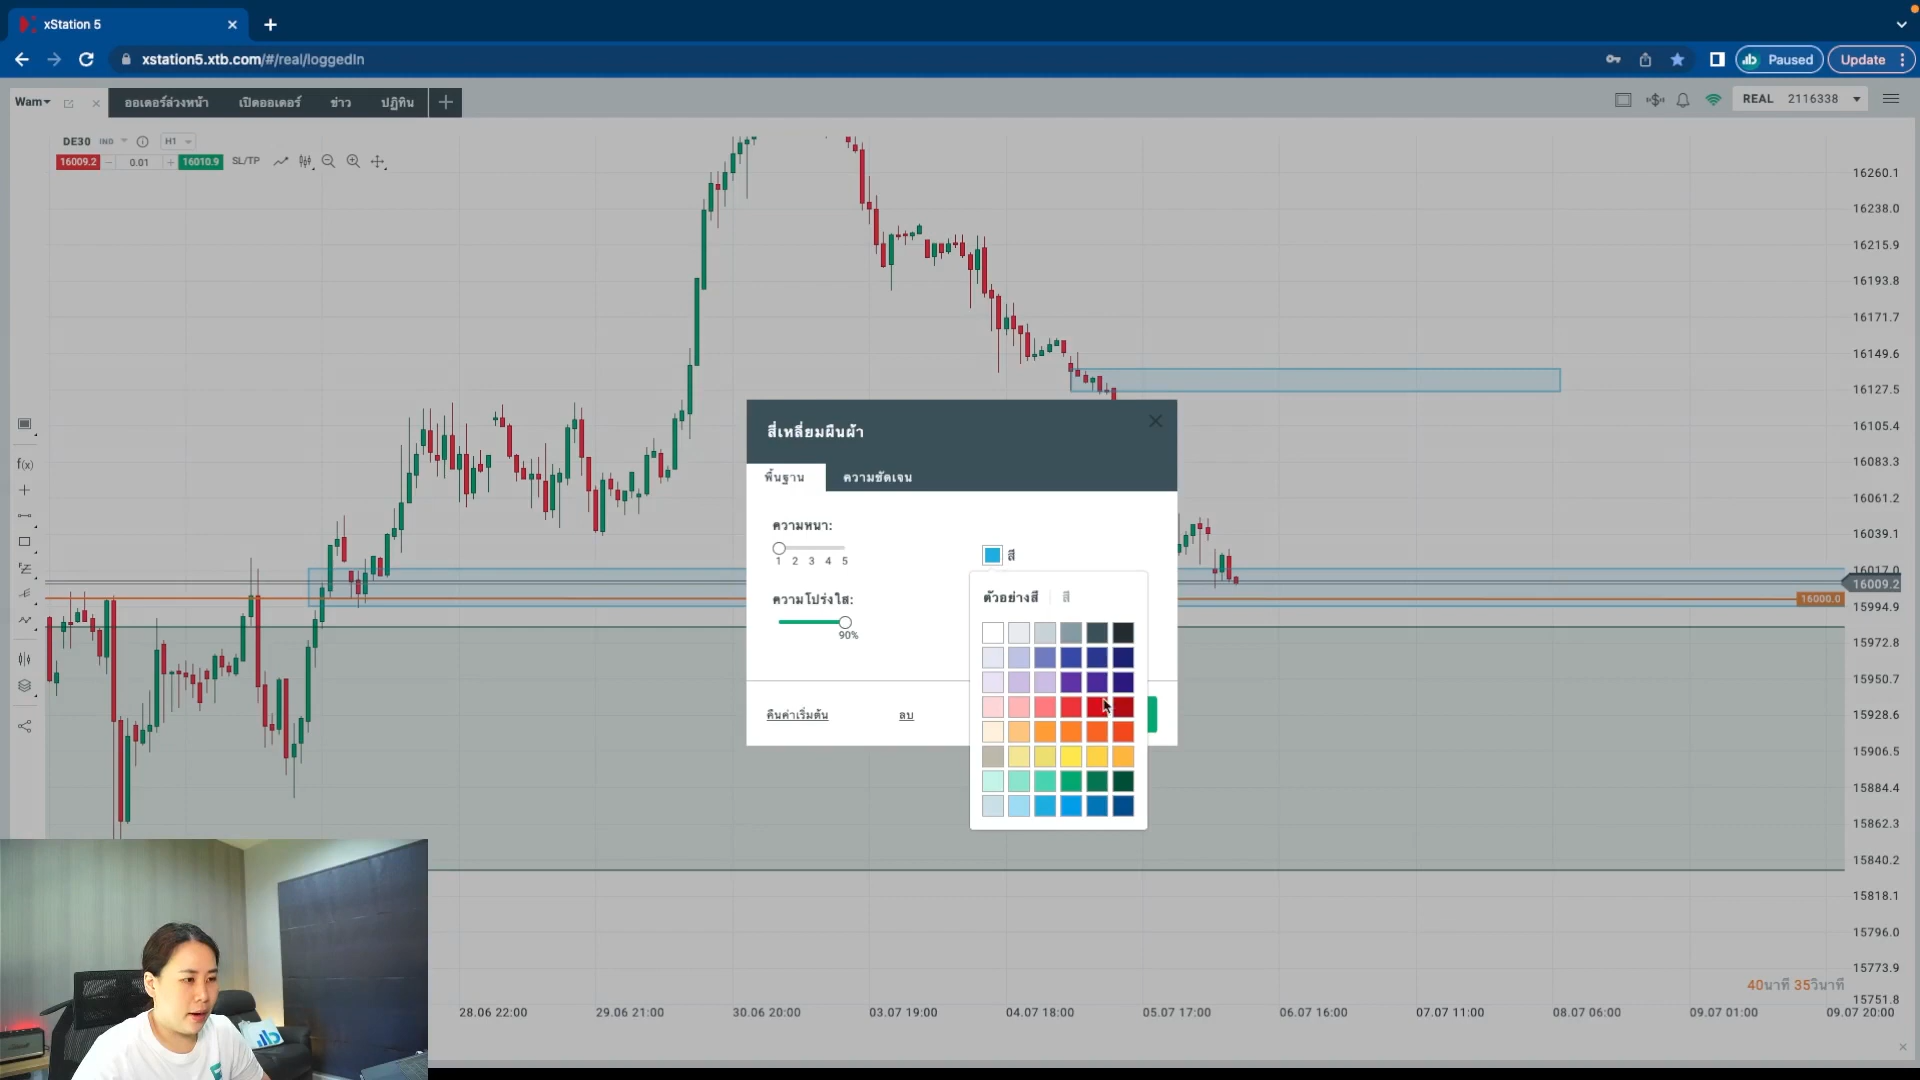 xStation 5
xstation5.xtb.com/#/real/loggedIn
Paused
Update
Wam
ออเดอร์ล่วงหน้า
เปิดออเดอร์
ข่าว
ปฏิทิน
REAL 2116338
DE30 IND H1
16009.2
0.01
16010.9
SL/TP
16260.1
16238.0
16215.9
16193.8
16171.7
16149.6
16127.5
16105.4
16083.3
16061.2
16039.1
16017.0
16009.2
16000.0
15994.9
15972.8
15950.7
15928.6
15906.5
15884.4
15862.3
15840.2
15818.1
15796.0
15773.9
15751.8
f(x)
สี่เหลี่ยมผืนผ้า
พื้นฐาน
ความชัดเจน
ความหนา:
1 2 3 4 5
สี
ความโปร่งใส:
90%
ตัวอย่างสี
สี
คืนค่าเริ่มต้น
ลบ
40นาที 35วินาที
28.06 22:00
29.06 21:00
30.06 20:00
03.07 19:00
04.07 18:00
05.07 17:00
06.07 16:00
07.07 11:00
08.07 06:00
09.07 01:00
09.07 20:00